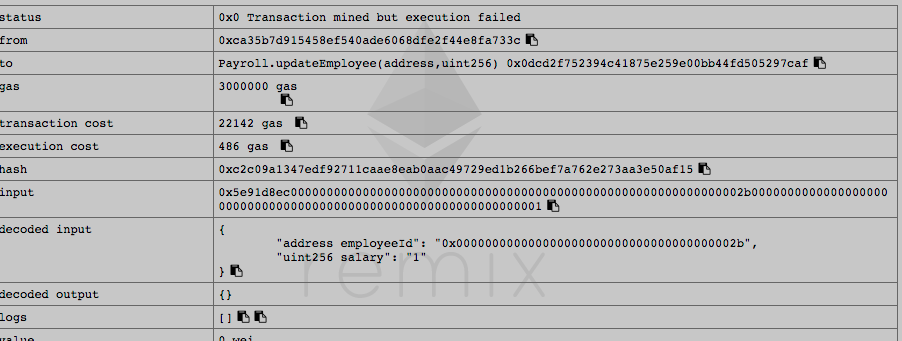 status 0x0 Transaction mined but execution failed
from 0xca35b7d915458ef540ade6068dfe2f44e8fa733c
to Payroll.updateEmployee(address,uint256) 0x0dcd2f752394c41875e259e00bb44fd505297caf
gas 3000000 gas
transaction cost 22142 gas
execution cost 486 gas
hash 0xc2c09a1347edf92711caae8eab0aac49729ed1b266bef7a762e273aa3e50af15
input 0x5e91d8ec000000000000000000000000000000000000000000000000000000000000002b00000000000000000000
00000000000000000000000000000000000000000001
decoded input {
"address employeeId": "0x000000000000000000000000000000000000002b",
"uint256 salary": "1"
}
remix
decoded output {}
logs []
value 0 wei